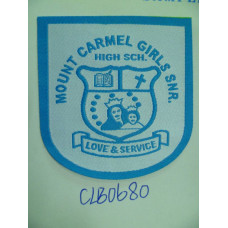 MOUNT CARMEL GIRLS SNR.
HIGH SCH.
LOVE & SERVICE
CLB0680